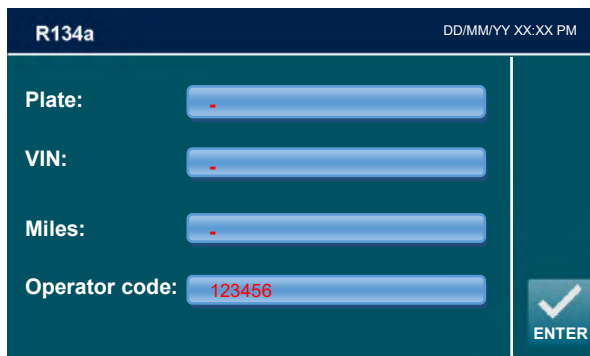 R134a DD/MM/YY XX:XX PM
Plate: -
VIN: -
Miles: -
Operator code: 123456
ENTER